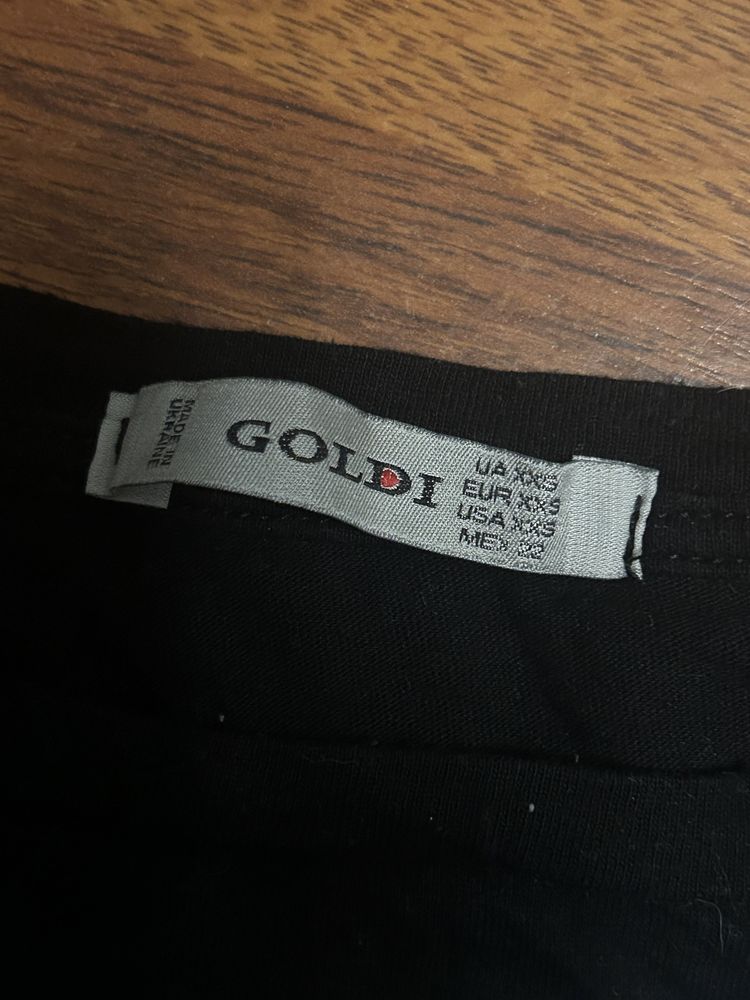 MADE IN
UKRAINE
GOLDI
UA XXS
EUR XXS
USA XXS
MEX 22